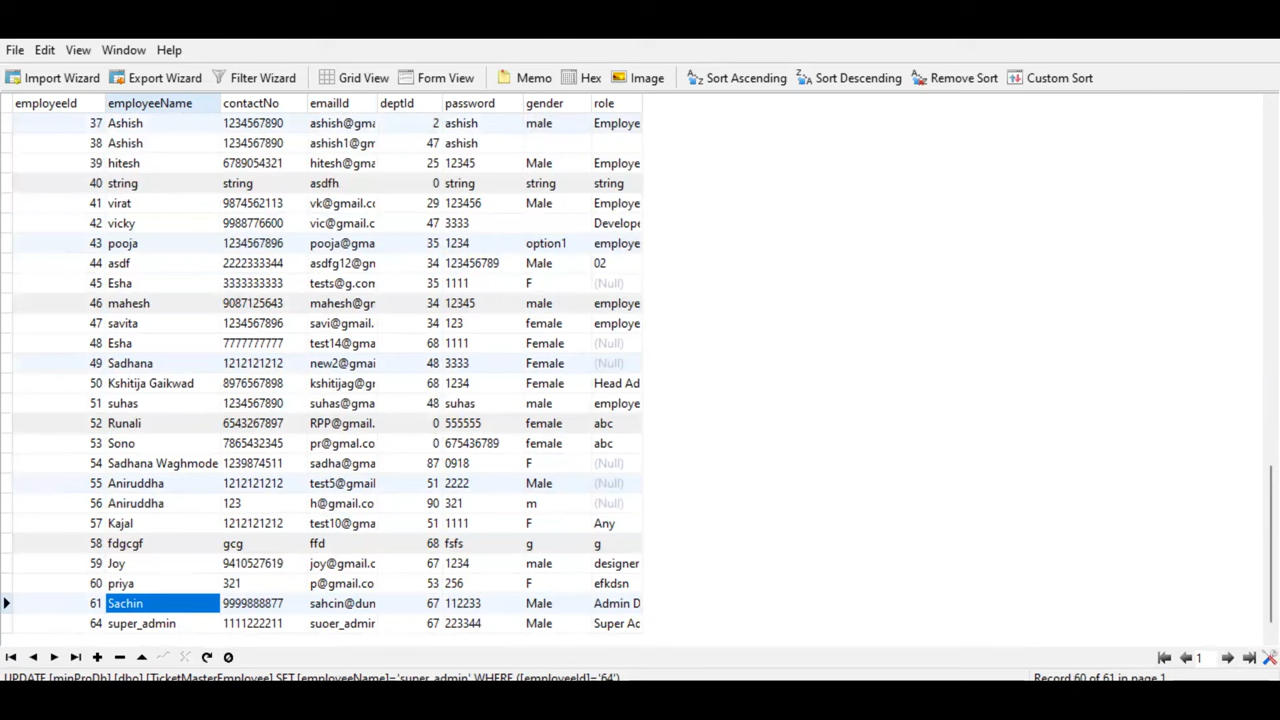 File Edit View Window Help
Import Wizard Export Wizard Filter Wizard Grid View Form View Memo Hex Image Sort Ascending Sort Descending Remove Sort Custom Sort
employeeId employeeName contactNo emailId deptId password gender role
37 Ashish 1234567890 ashish@gma 2 ashish male Employe
38 Ashish 1234567890 ashish1@gm 47 ashish
39 hitesh 6789054321 hitesh@gma 25 12345 Male Employe
40 string string asdfh 0 string string string
41 virat 9874562113 vk@gmail.co 29 123456 Male Employe
42 vicky 9988776600 vic@gmail.c 47 3333 Develope
43 pooja 1234567896 pooja@gma 35 1234 option1 employe
44 asdf 2222333344 asdfg12@gn 34 123456789 Male 02
45 Esha 3333333333 tests@g.com 35 1111 F (Null)
46 mahesh 9087125643 mahesh@gr 34 12345 male employe
47 savita 1234567896 savi@gmail. 34 123 female employe
48 Esha 7777777777 test14@gma 68 1111 Female (Null)
49 Sadhana 1212121212 new2@gmai 48 3333 Female (Null)
50 Kshitija Gaikwad 8976567898 kshitijag@gr 68 1234 Female Head Ad
51 suhas 1234567890 suhas@gma 48 suhas male employe
52 Runali 6543267897 RPP@gmail. 0 555555 female abc
53 Sono 7865432345 pr@gmal.co 0 675436789 female abc
54 Sadhana Waghmode 1239874511 sadha@gma 87 0918 F (Null)
55 Aniruddha 1212121212 test5@gmail 51 2222 Male (Null)
56 Aniruddha 123 h@gmail.co 90 321 m (Null)
57 Kajal 1212121212 test10@gma 51 1111 F Any
58 fdgcgf gcg ffd 68 fsfs g g
59 Joy 9410527619 joy@gmail.c 67 1234 male designer
60 priya 321 p@gmail.co 53 256 F efkdsn
61 Sachin 9999888877 sahcin@dun 67 112233 Male Admin D
64 super_admin 1111222211 suoer_admir 67 223344 Male Super Ac
1
UPDATE [minProDb].[dbo].[TicketMasterEmployee] SET [employeeName]='super_admin' WHERE ([employeeId]='64') Record 60 of 61 in page 1